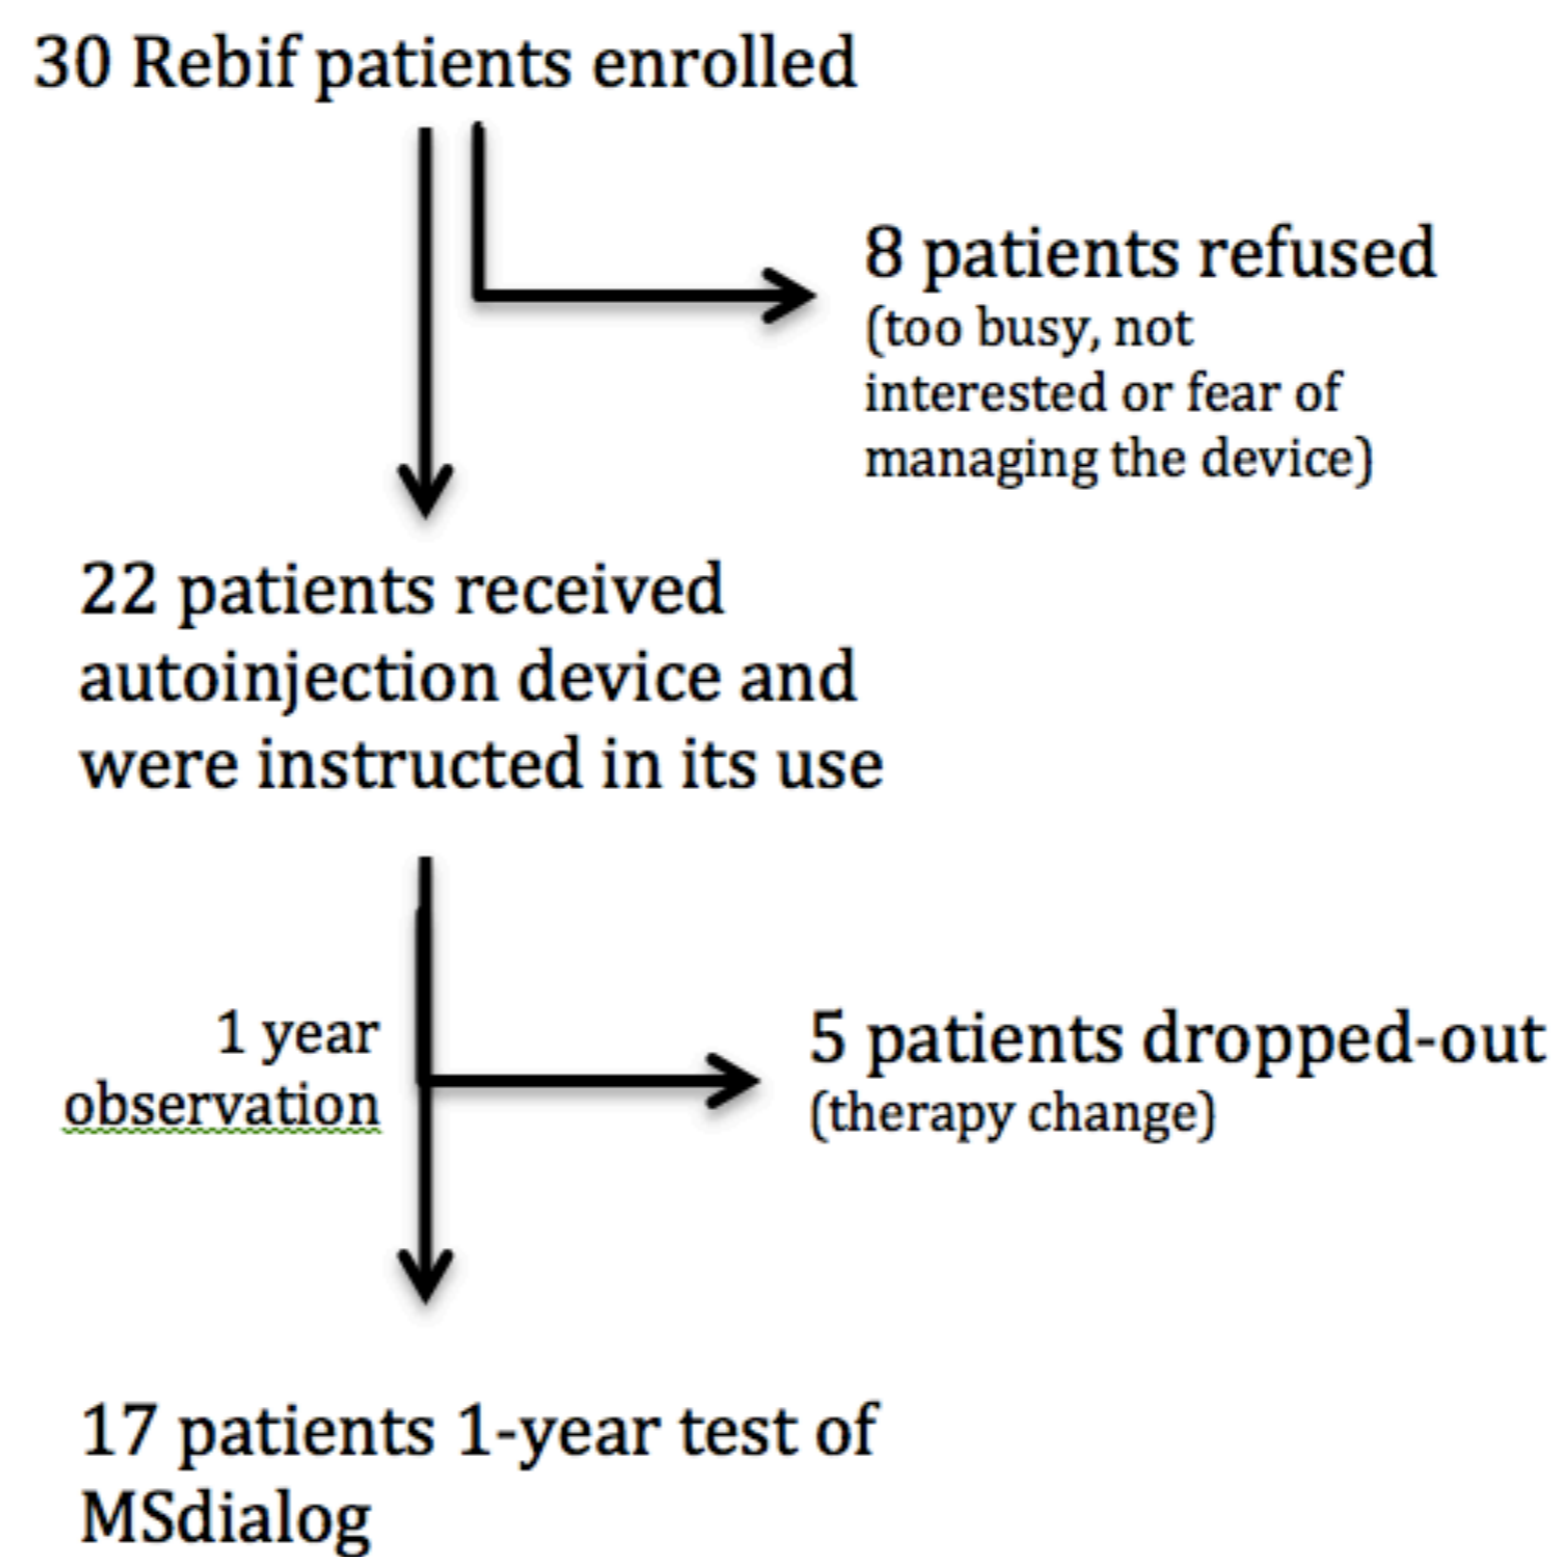 30 Rebif patients enrolled
8 patients refused
(too busy, not
interested or fear of
managing the device)
22 patients received
autoinjection device and
were instructed in its use
1 year
observation
5 patients dropped-out
(therapy change)
17 patients 1-year test of
MSdialog